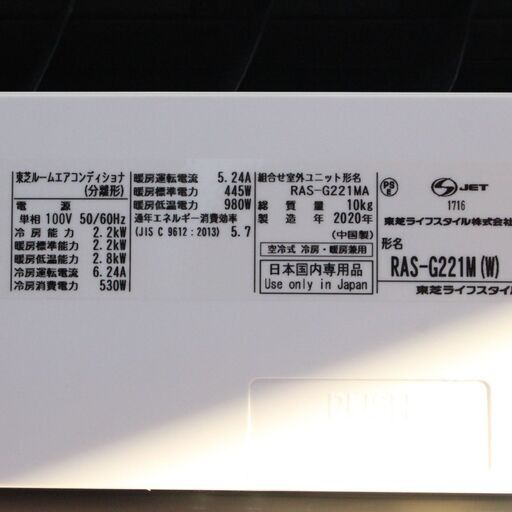 東芝ルームエアコンディショナ
(分離形)
電源
単相 100V 50/60Hz
冷房能力 2.2kW
暖房標準能力 2.2kW
暖房低温能力 2.8kW
冷房運転電流 6.24A
冷房消費電力 530W
暖房運転電流 5.24A
暖房標準電力 445W
暖房低温電力 980W
通年エネルギー消費効率
(JIS C 9612:2013) 5.7
組合せ室外ユニット形名
RAS-G221MA
総質量 10kg
製造年 2020年
(中国製)
空冷式 冷房・暖房兼用
日本国内専用品
Use only in Japan
PS
E
JET
1716
東芝ライフスタイル株式会社
形名
RAS-G221M(W)
東芝ライフスタイル
PUSH